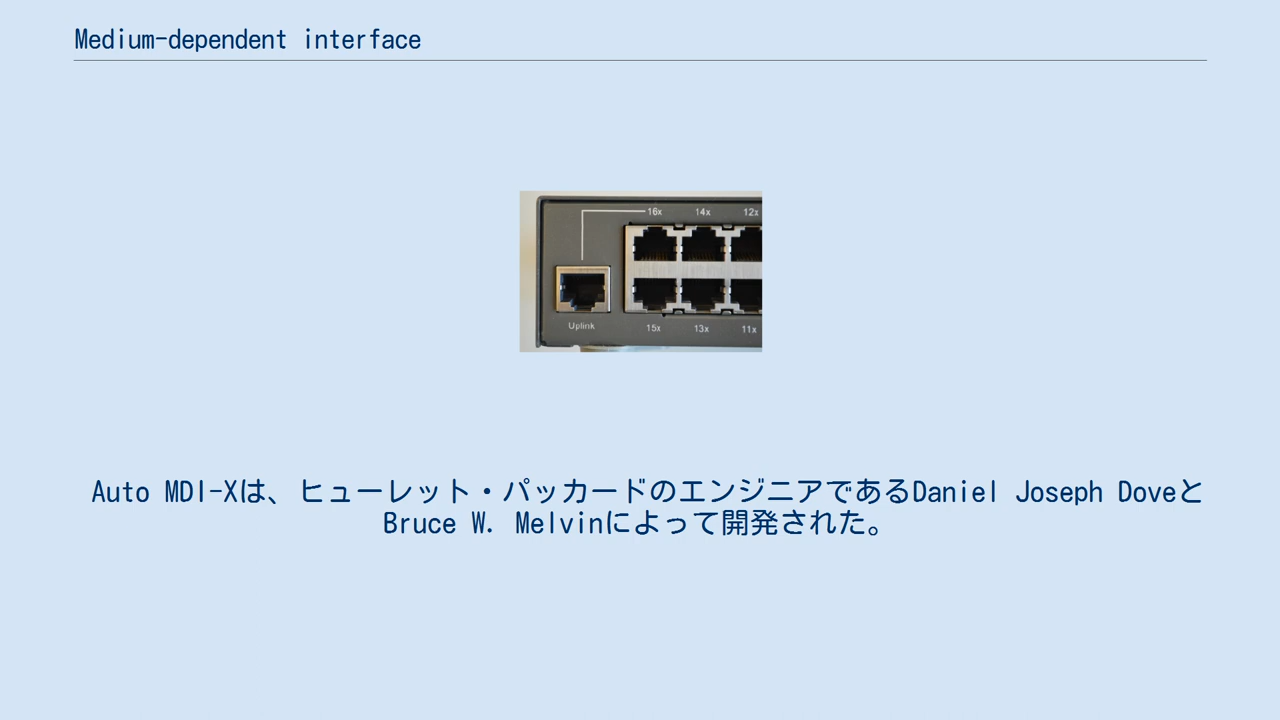 Medium-dependent interface
16x 14x 12x
Uplink
15x 13x 11x
Auto MDI-Xは、ヒューレット・パッカードのエンジニアであるDaniel Joseph Doveと
Bruce W. Melvinによって開発された。